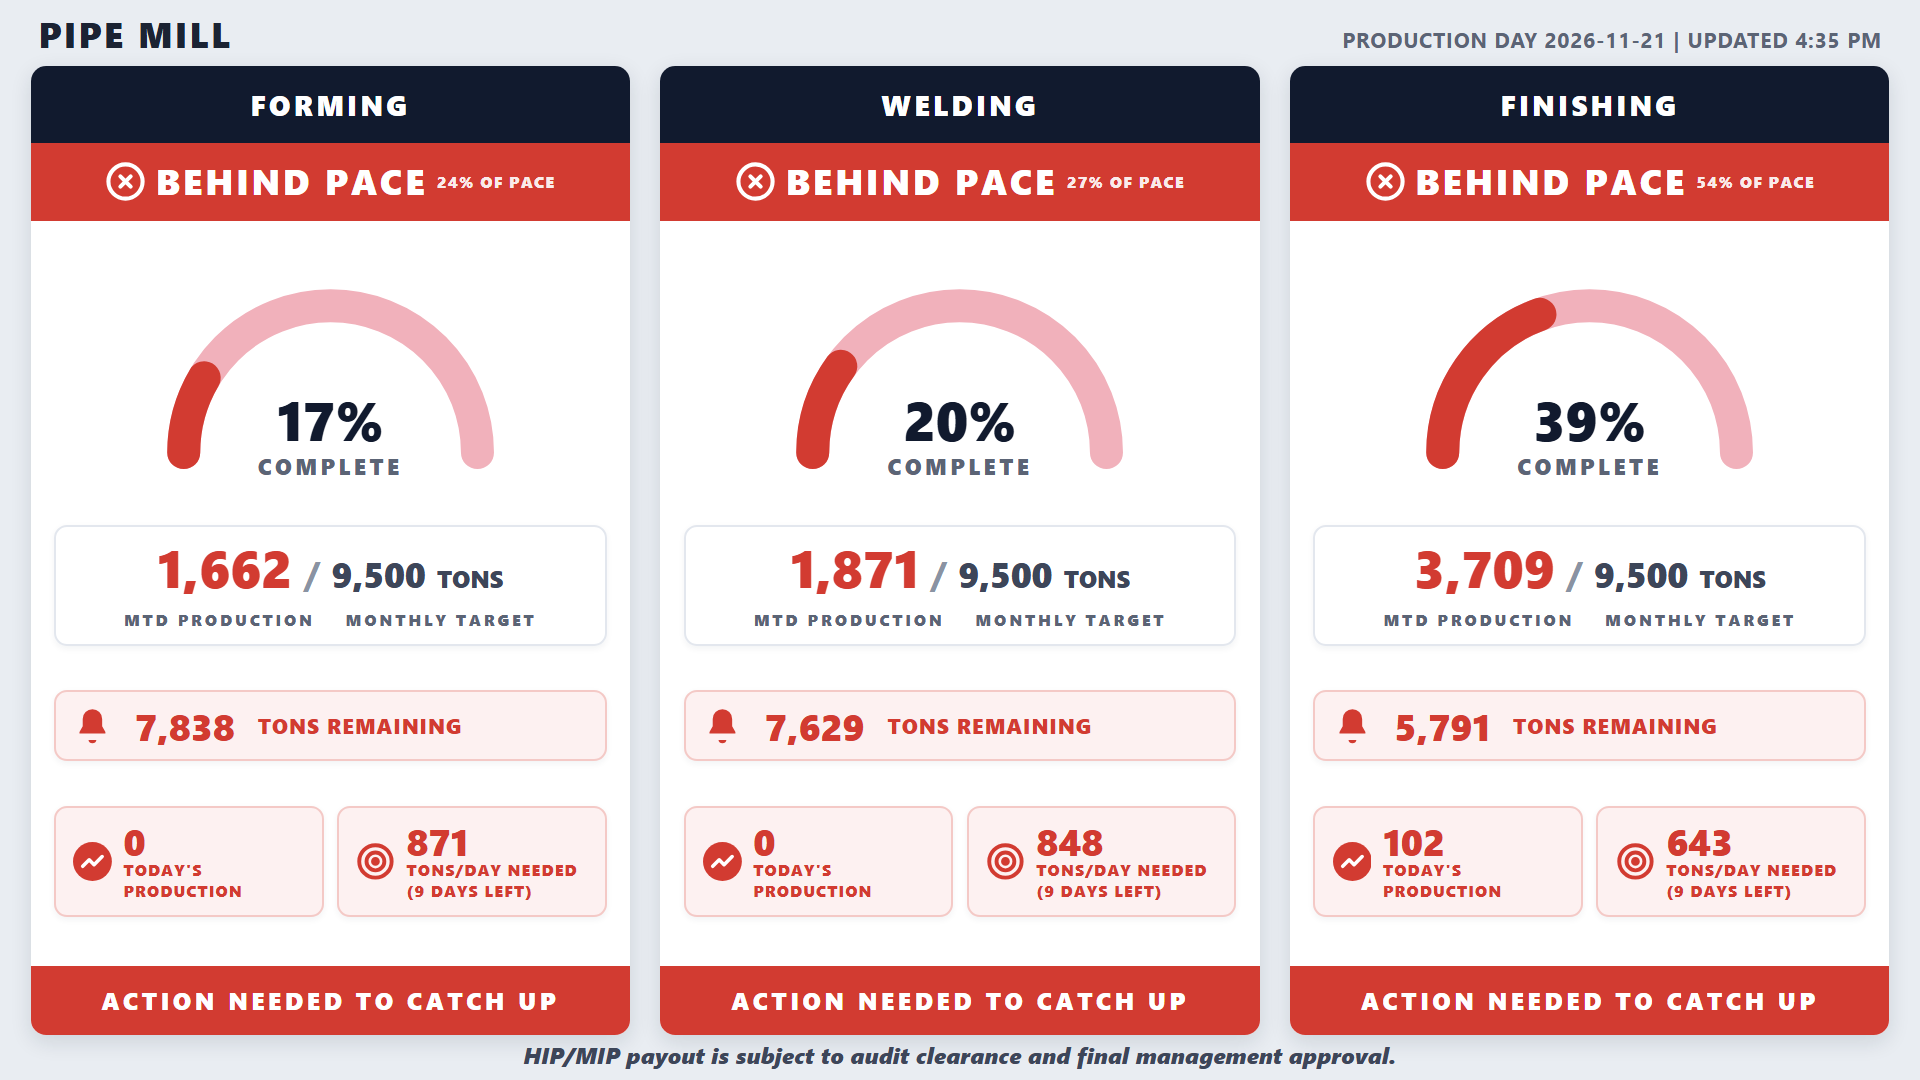 PIPE MILL
PRODUCTION DAY 2026-11-21 | UPDATED 4:35 PM
FORMING
BEHIND PACE 24% OF PACE
17%
COMPLETE
1,662 / 9,500 TONS
MTD PRODUCTION MONTHLY TARGET
7,838 TONS REMAINING
0
TODAY'S
PRODUCTION
871
TONS/DAY NEEDED
(9 DAYS LEFT)
ACTION NEEDED TO CATCH UP
WELDING
BEHIND PACE 27% OF PACE
20%
COMPLETE
1,871 / 9,500 TONS
MTD PRODUCTION MONTHLY TARGET
7,629 TONS REMAINING
0
TODAY'S
PRODUCTION
848
TONS/DAY NEEDED
(9 DAYS LEFT)
ACTION NEEDED TO CATCH UP
FINISHING
BEHIND PACE 54% OF PACE
39%
COMPLETE
3,709 / 9,500 TONS
MTD PRODUCTION MONTHLY TARGET
5,791 TONS REMAINING
102
TODAY'S
PRODUCTION
643
TONS/DAY NEEDED
(9 DAYS LEFT)
ACTION NEEDED TO CATCH UP
HIP/MIP payout is subject to audit clearance and final management approval.